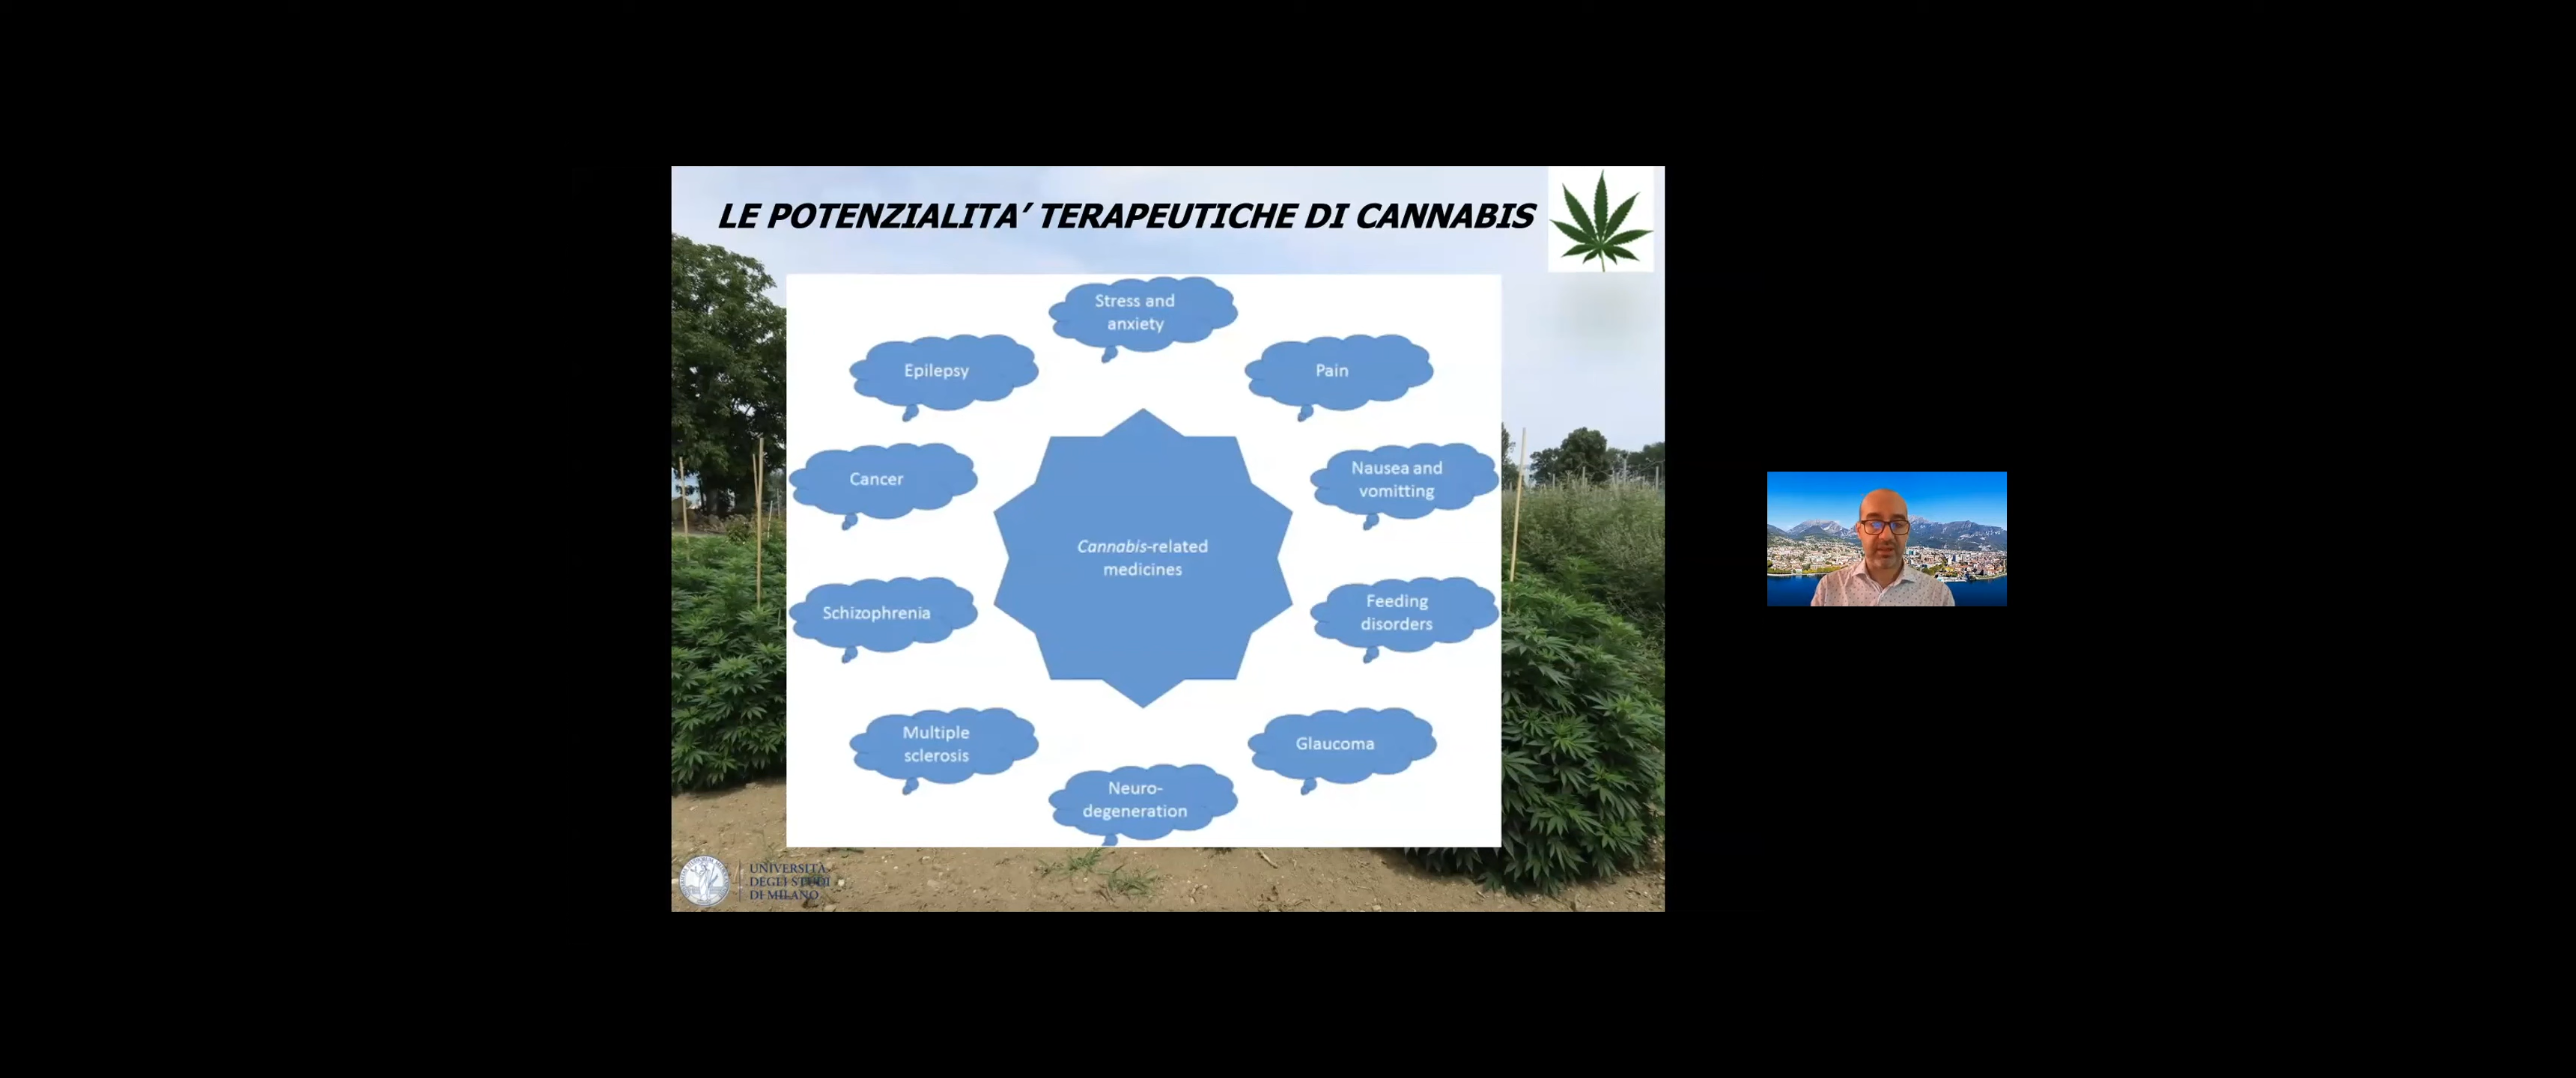 LE POTENZIALITA’ TERAPEUTICHE DI CANNABIS
Stress and
anxiety
Epilepsy
Pain
Cancer
Nausea and
vomitting
Cannabis-related
medicines
Schizophrenia
Feeding
disorders
Multiple
sclerosis
Glaucoma
Neuro-
degeneration
UNIVERSITÀ
DEGLI STUDI
DI MILANO